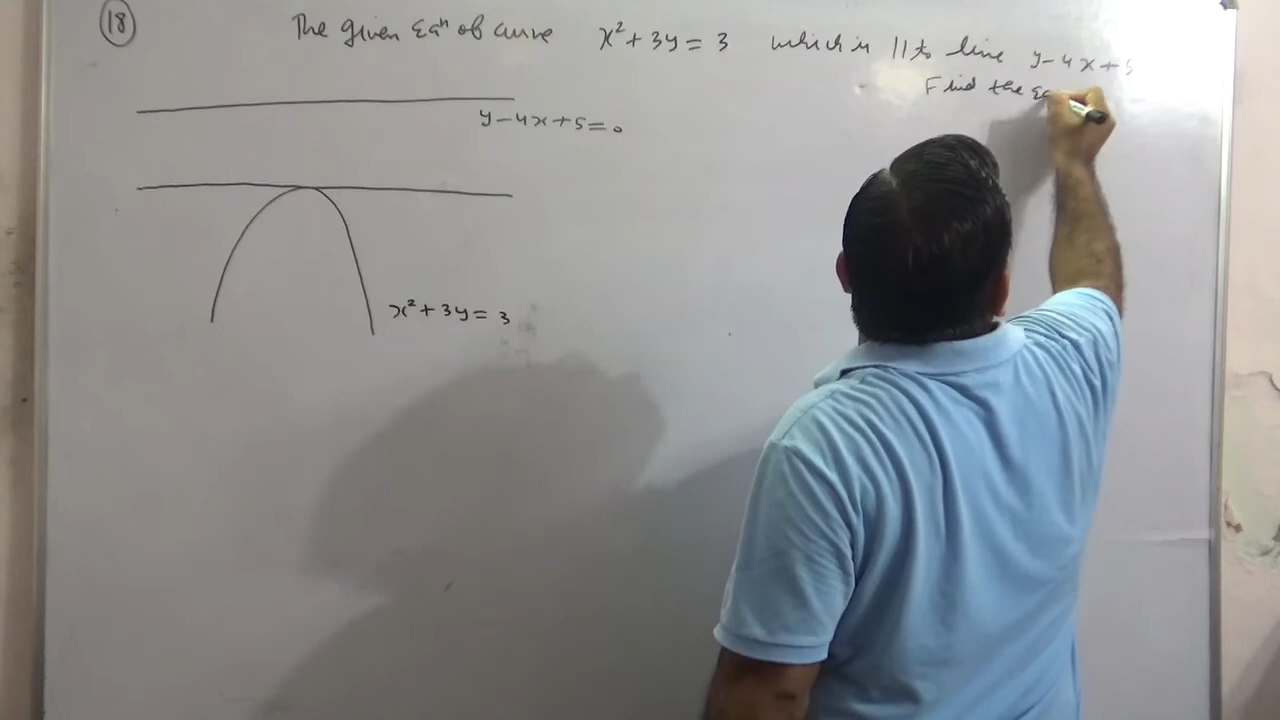 18
The given Eqn of curve x² + 3y = 3 which is || to line y - 4x + 5
Find the
y - 4x + 5 = 0
x² + 3y = 3